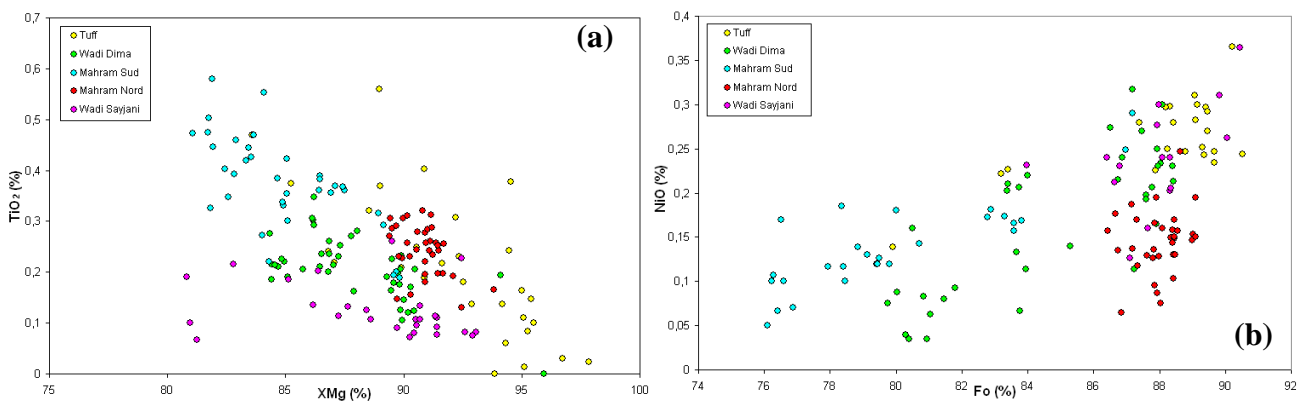 (a)
TiO₂ (%)
0,7
0,6
0,5
0,4
0,3
0,2
0,1
0
Tuff
Wadi Dima
Mahram Sud
Mahram Nord
Wadi Sayjani
75 80 85 90 95 100
XMg (%)
(b)
NiO (%)
0,4
0,35
0,3
0,25
0,2
0,15
0,1
0,05
0
Tuff
Wadi Dima
Mahram Sud
Mahram Nord
Wadi Sayjani
74 76 78 80 82 84 86 88 90 92
Fo (%)